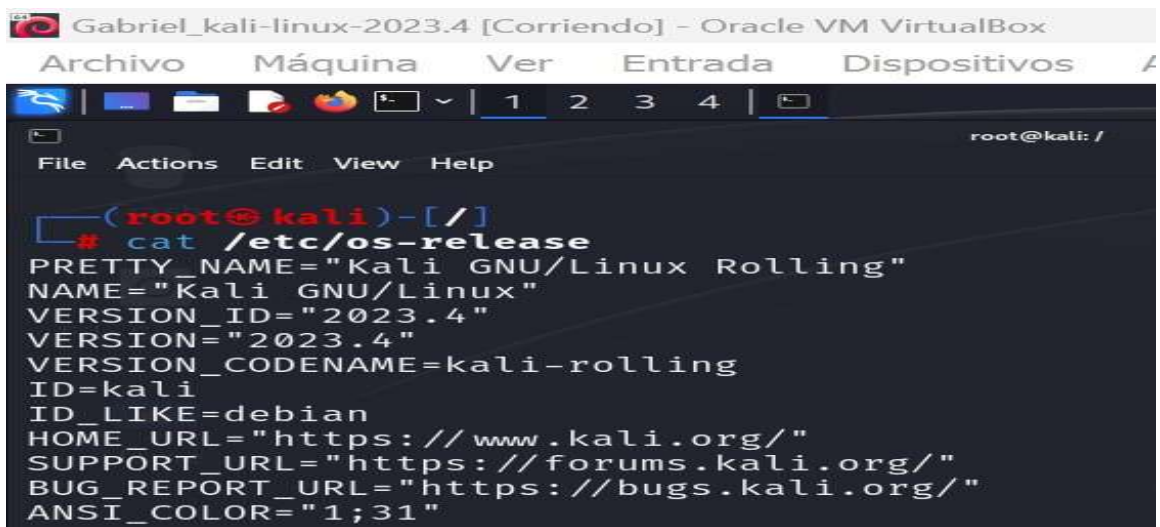 Gabriel_kali-linux-2023.4 [Corriendo] - Oracle VM VirtualBox
Archivo Máquina Ver Entrada Dispositivos
1 2 3 4
root@kali: /
File Actions Edit View Help
(root㉿kali)-[/]
# cat /etc/os-release
PRETTY_NAME="Kali GNU/Linux Rolling"
NAME="Kali GNU/Linux"
VERSION_ID="2023.4"
VERSION="2023.4"
VERSION_CODENAME=kali-rolling
ID=kali
ID_LIKE=debian
HOME_URL="https://www.kali.org/"
SUPPORT_URL="https://forums.kali.org/"
BUG_REPORT_URL="https://bugs.kali.org/"
ANSI_COLOR="1;31"